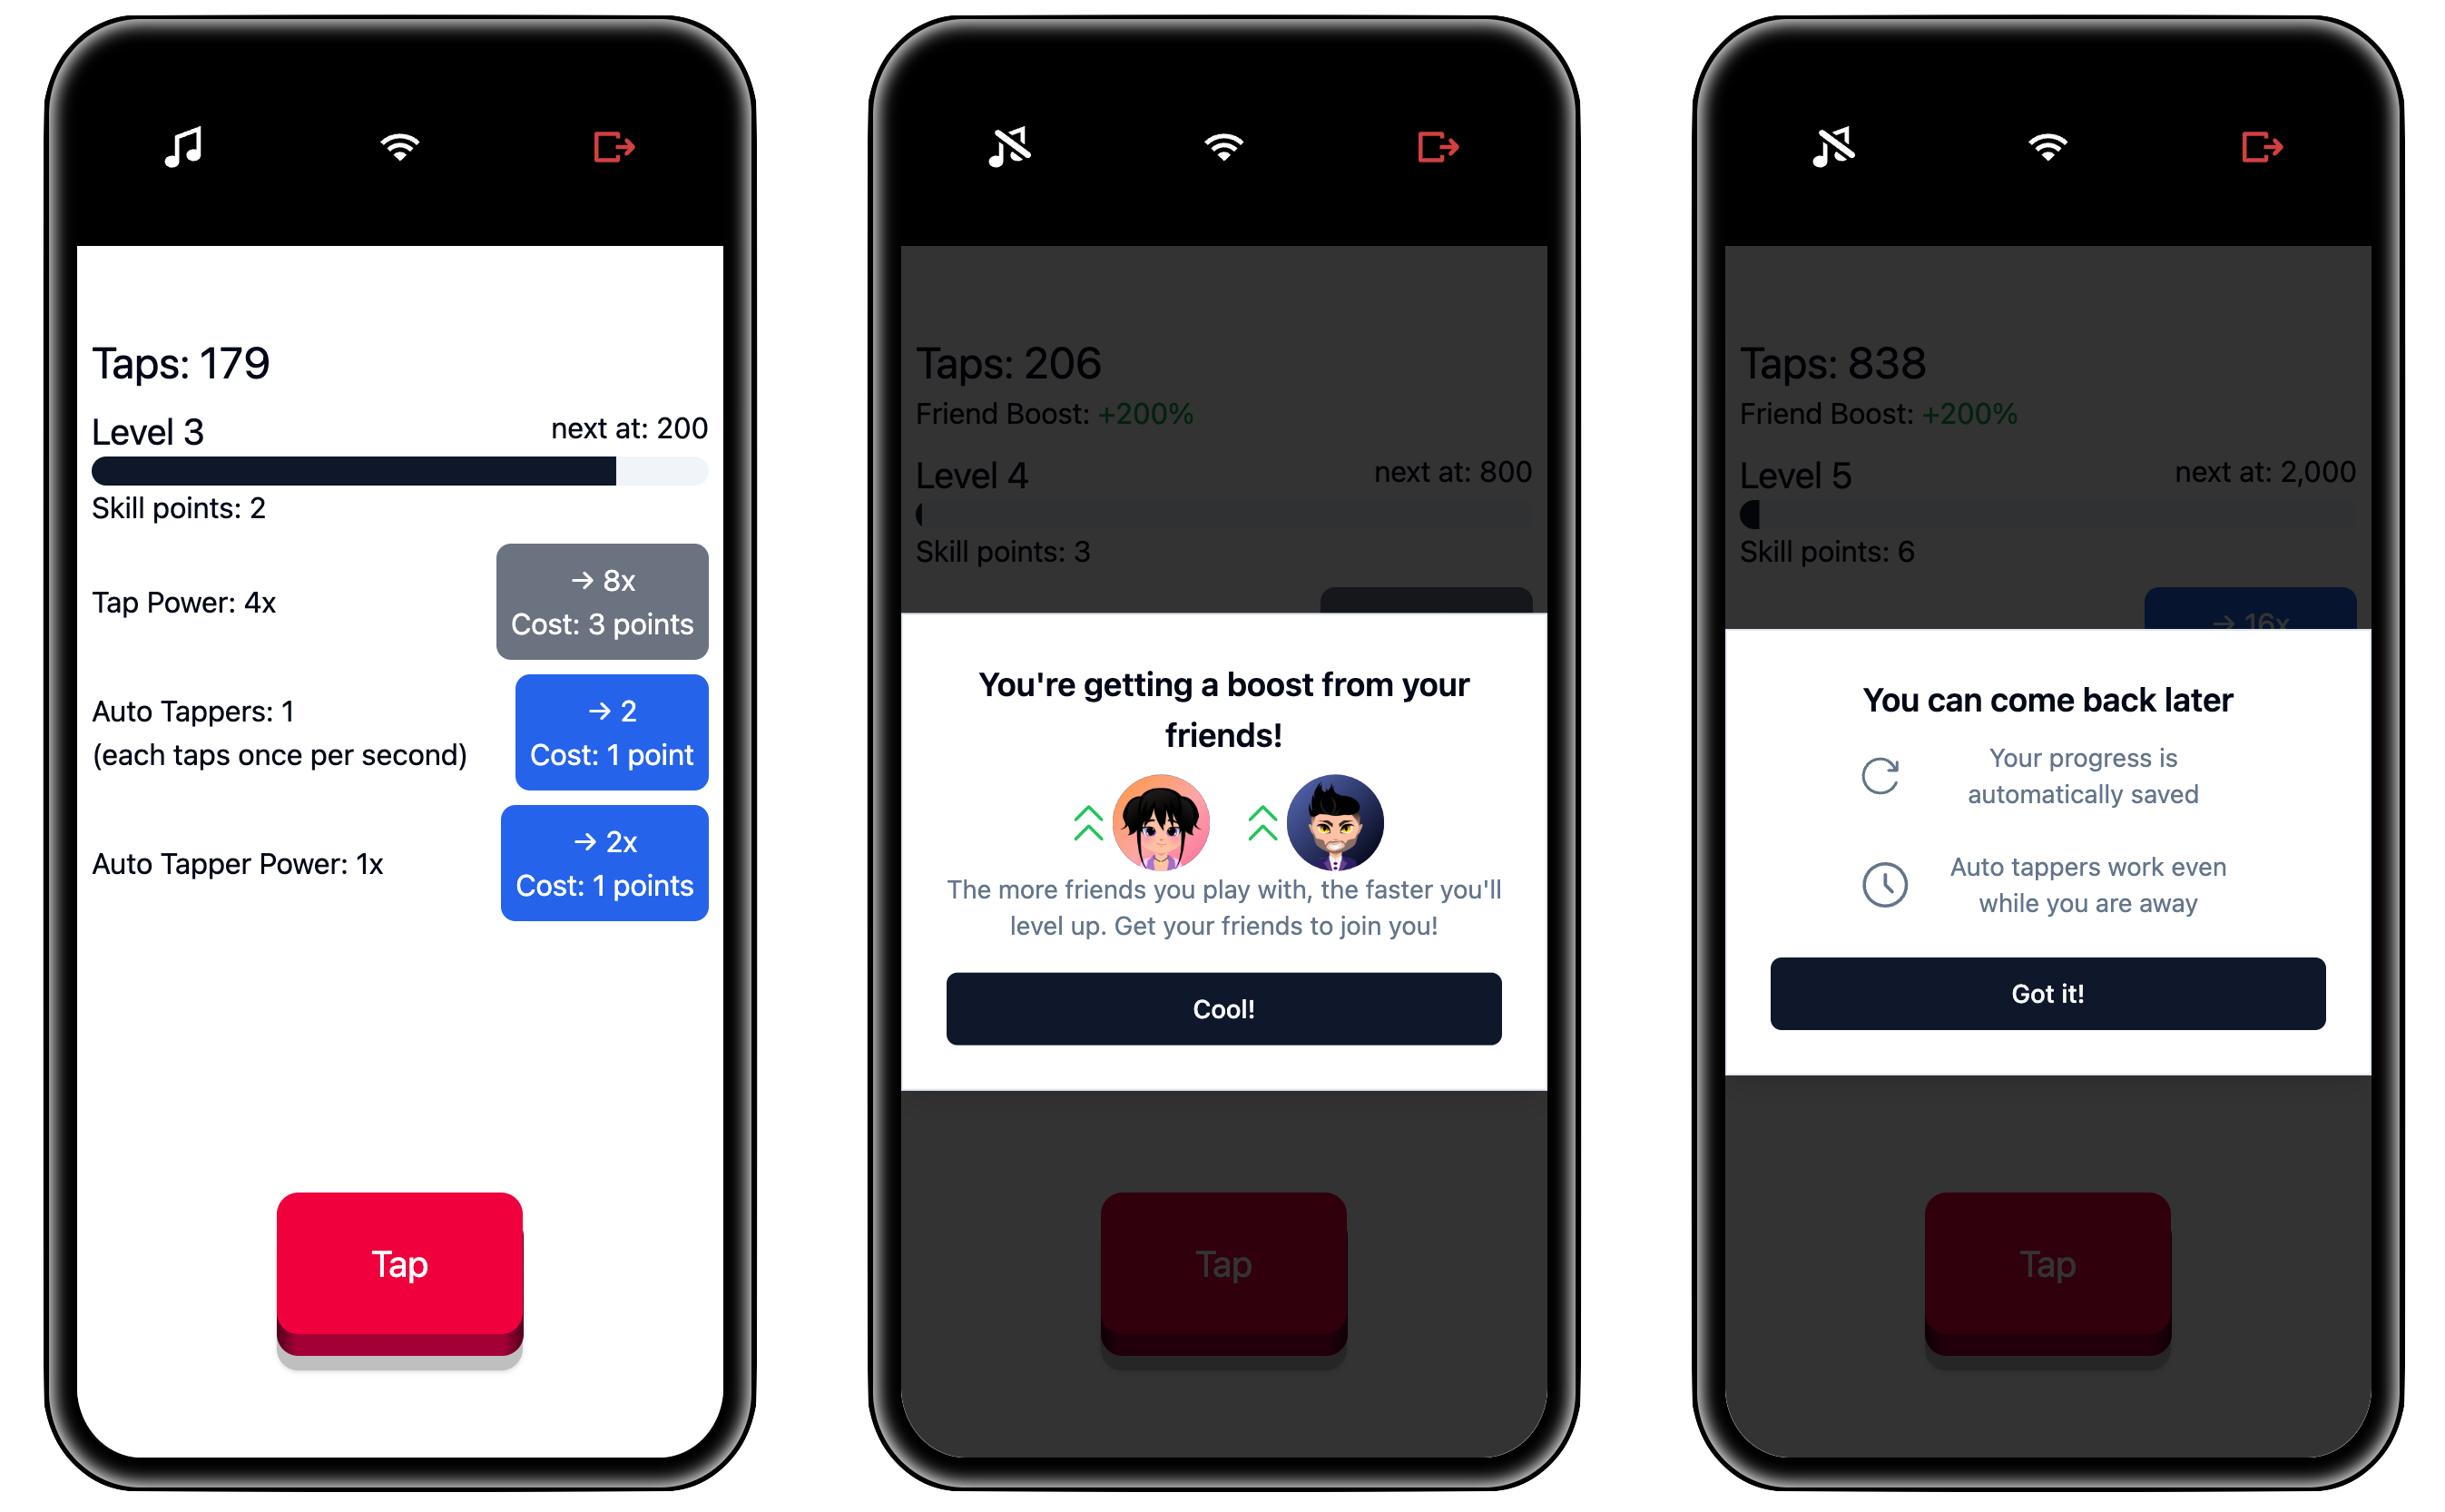 Taps: 179
Level 3
next at: 200
Skill points: 2
Tap Power: 4x
→ 8x
Cost: 3 points
Auto Tappers: 1
(each taps once per second)
→ 2
Cost: 1 point
Auto Tapper Power: 1x
→ 2x
Cost: 1 points
Tap
Taps: 206
Friend Boost: +200%
Level 4
next at: 800
Skill points: 3
You're getting a boost from your
friends!
The more friends you play with, the faster you'll
level up. Get your friends to join you!
Cool!
Tap
Taps: 838
Friend Boost: +200%
Level 5
next at: 2,000
Skill points: 6
→ 16x
You can come back later
Your progress is
automatically saved
Auto tappers work even
while you are away
Got it!
Tap